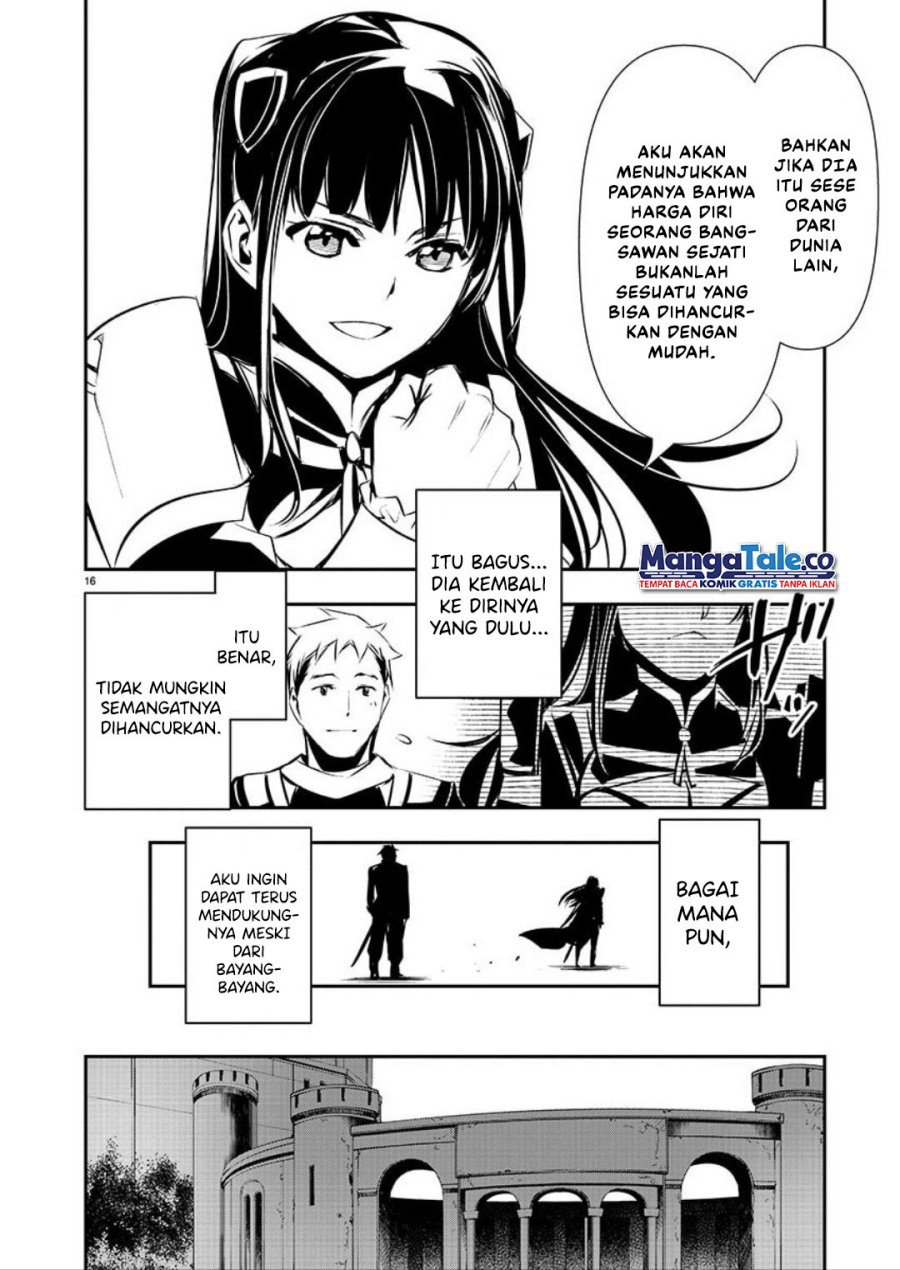 BAHKAN
JIKA DIA
ITU SESE
ORANG
DARI
DUNIA
LAIN,
AKU AKAN
MENUNJUKKAN
PADANYA BAHWA
HARGA DIRI
SEORANG BANG-
SAWAN SEJATI
BUKANLAH
SESUATU YANG
BISA DIHANCUR-
KAN DENGAN
MUDAH.
MangaTale.co
TEMPAT BACA KOMIK GRATIS TANPA IKLAN
16
ITU BAGUS...
DIA KEMBALI
KE DIRINYA
YANG DULU...
ITU
BENAR,
TIDAK MUNGKIN
SEMANGATNYA
DIHANCURKAN.
BAGAI
MANA
PUN,
AKU INGIN
DAPAT TERUS
MENDUKUNG-
NYA MESKI
DARI
BAYANG-
BAYANG.